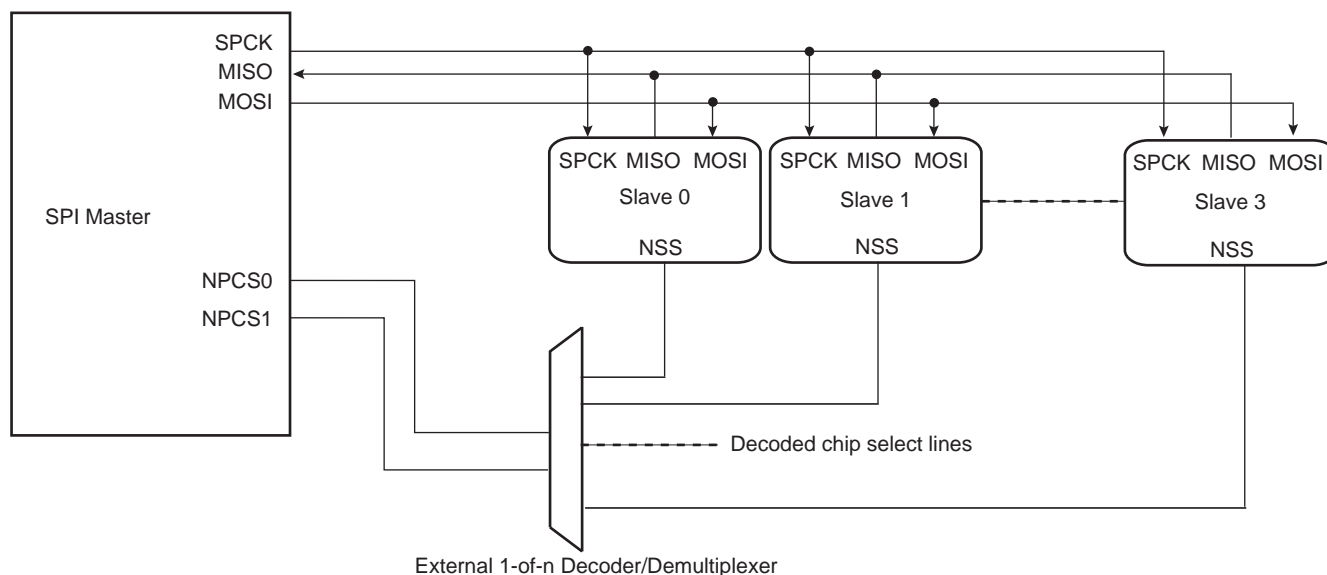 SPI Master
SPCK
MISO
MOSI
NPCS0
NPCS1
SPCK MISO MOSI
Slave 0
NSS
SPCK MISO MOSI
Slave 1
NSS
SPCK MISO MOSI
Slave 3
NSS
Decoded chip select lines
External 1-of-n Decoder/Demultiplexer